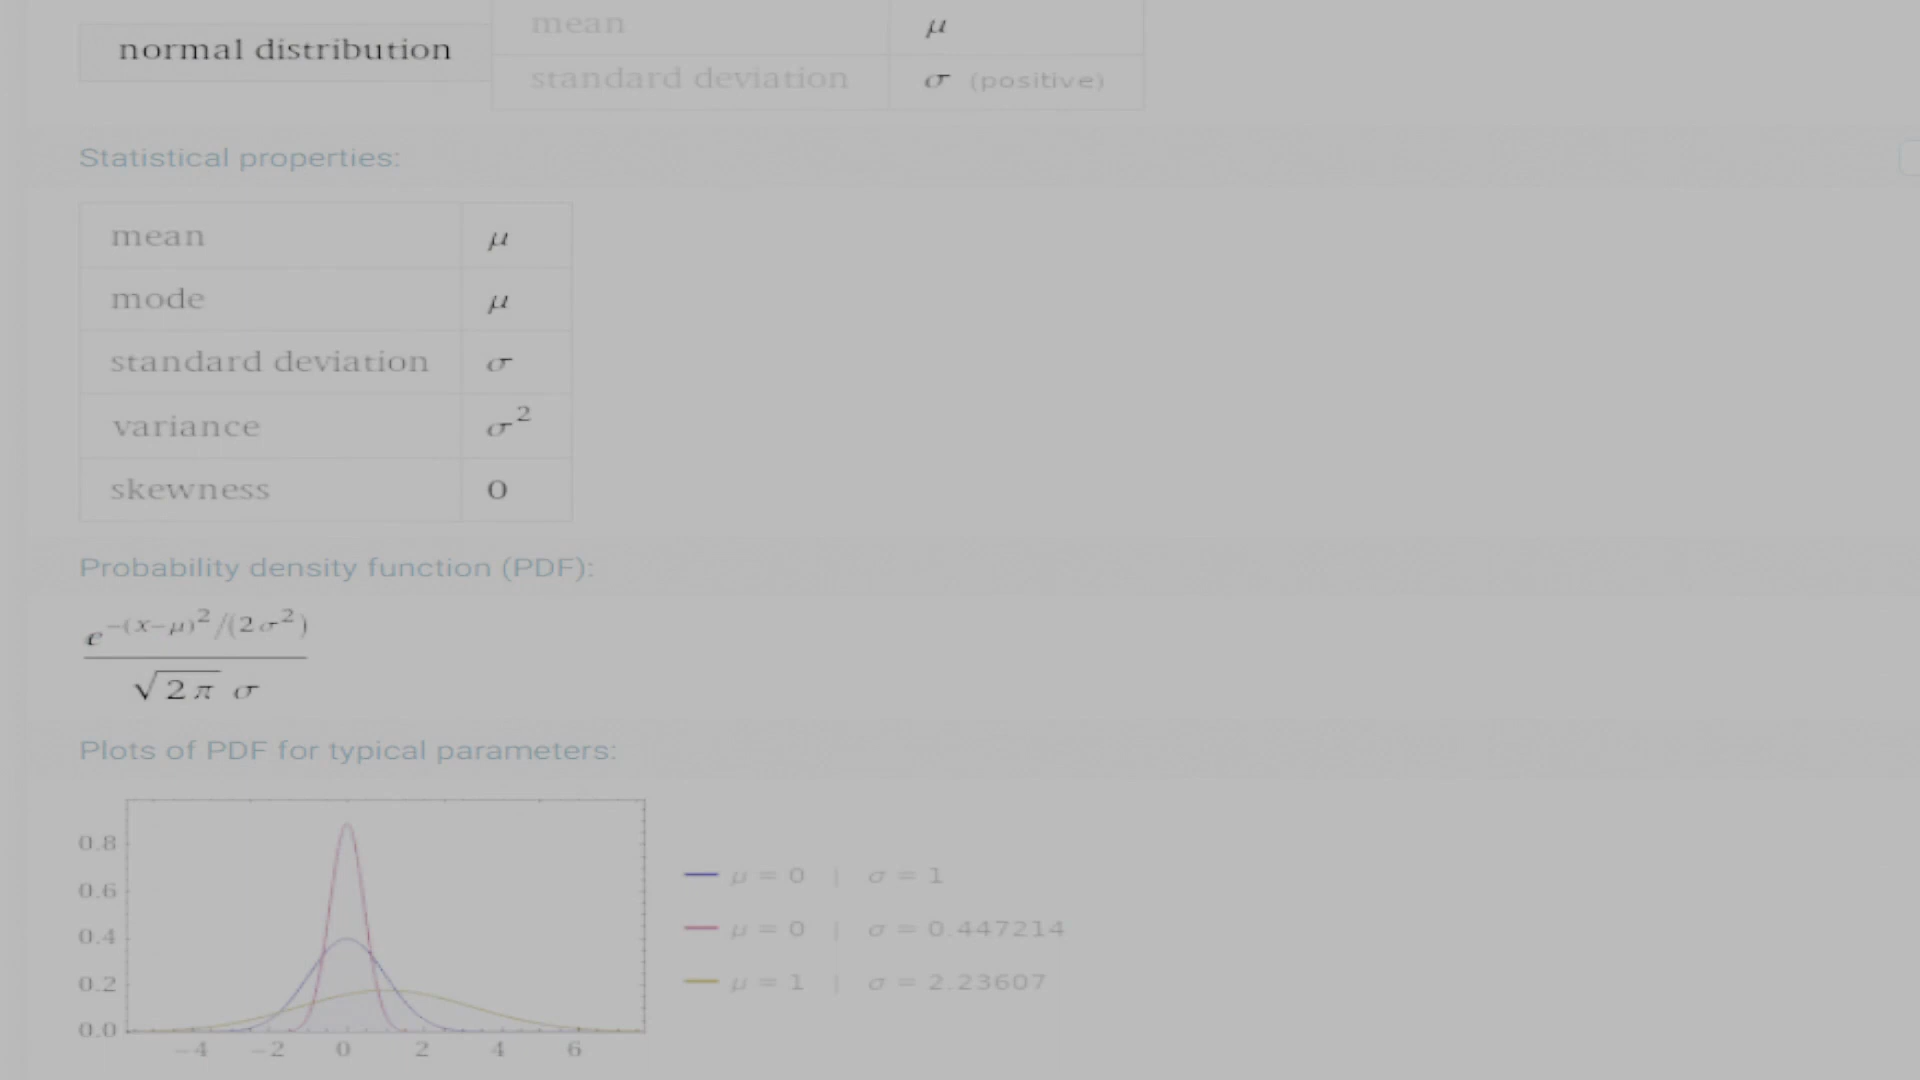 mean μ
normal distribution
standard deviation σ (positive)
Statistical properties:
mean μ
mode μ
standard deviation σ
variance σ²
skewness 0
Probability density function (PDF):
e^(-(x-μ)²/(2σ²))
√2π σ
Plots of PDF for typical parameters:
0.8
0.6
0.4
0.2
0.0
-4 -2 0 2 4 6
μ = 0 | σ = 1
μ = 0 | σ = 0.447214
μ = 1 | σ = 2.23607